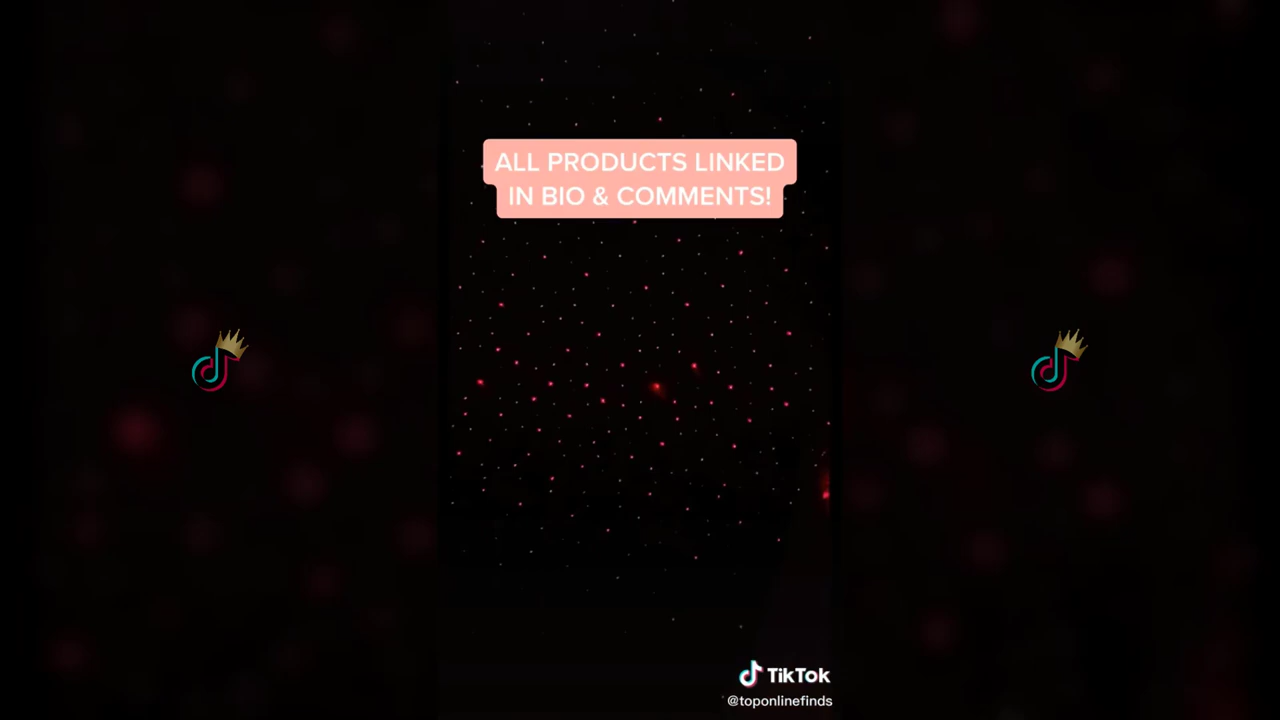 ALL PRODUCTS LINKED
IN BIO & COMMENTS!
TikTok
@toponlinefinds